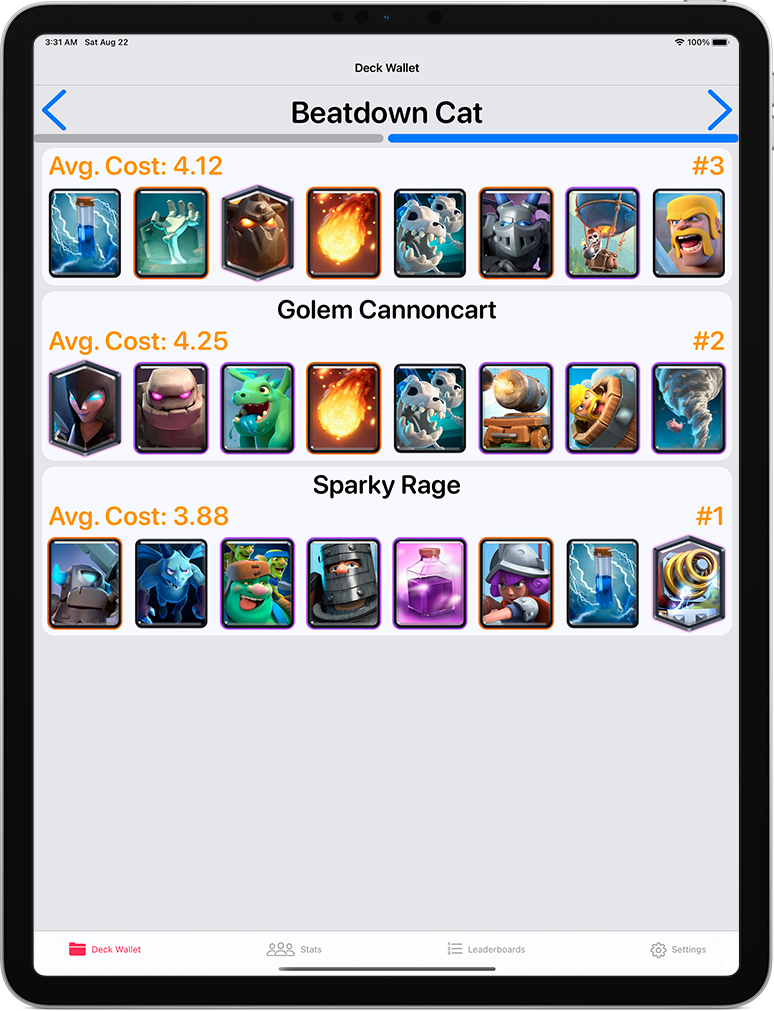 3:31 AM Sat Aug 22
100%
Deck Wallet
Beatdown Cat
Avg. Cost: 4.12
#3
Golem Cannoncart
Avg. Cost: 4.25
#2
Sparky Rage
Avg. Cost: 3.88
#1
Deck Wallet
Stats
Leaderboards
Settings